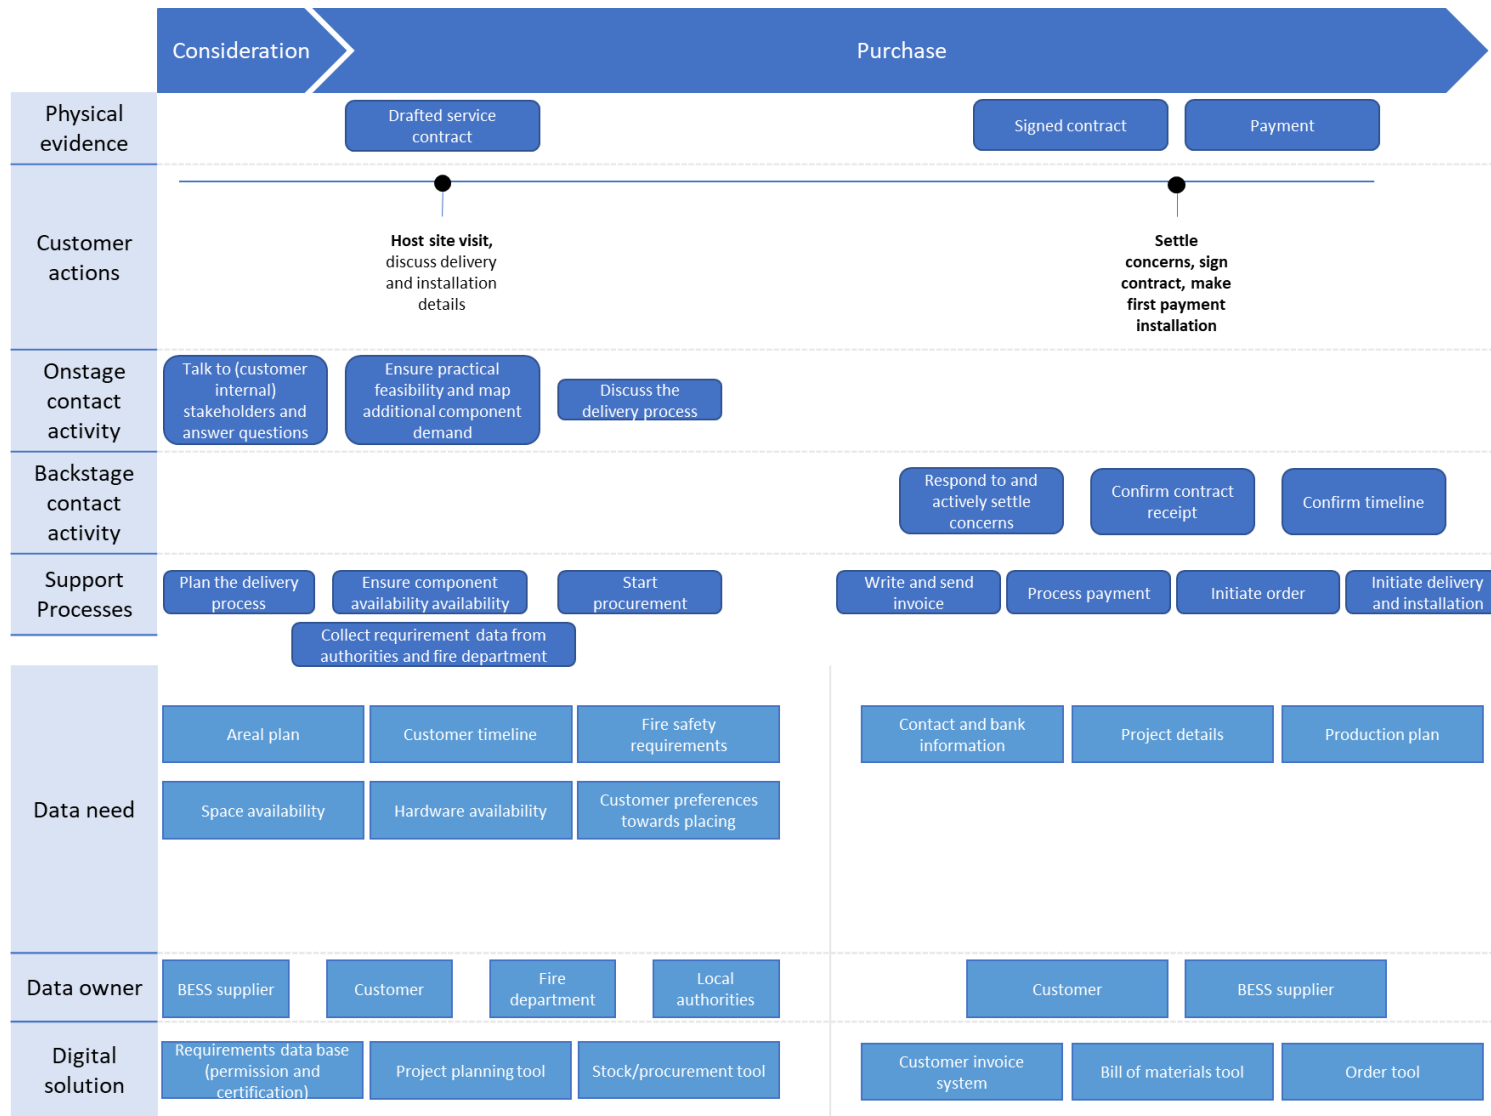 Consideration
Purchase
Physical
evidence
Drafted service
contract
Signed contract
Payment
Customer
actions
Host site visit,
discuss delivery
and installation
details
Settle
concerns, sign
contract, make
first payment
installation
Onstage
contact
activity
Talk to (customer
internal)
stakeholders and
answer questions
Ensure practical
feasibility and map
additional component
demand
Discuss the
delivery process
Backstage
contact
activity
Respond to and
actively settle
concerns
Confirm contract
receipt
Confirm timeline
Support
Processes
Plan the delivery
process
Ensure component
availability availability
Start
procurement
Write and send
invoice
Process payment
Initiate order
Initiate delivery
and installation
Collect requrirement data from
authorities and fire department
Data need
Areal plan
Customer timeline
Fire safety
requirements
Contact and bank
information
Project details
Production plan
Space availability
Hardware availability
Customer preferences
towards placing
Data owner
BESS supplier
Customer
Fire
department
Local
authorities
Customer
BESS supplier
Digital
solution
Requirements data base
(permission and
certification)
Project planning tool
Stock/procurement tool
Customer invoice
system
Bill of materials tool
Order tool